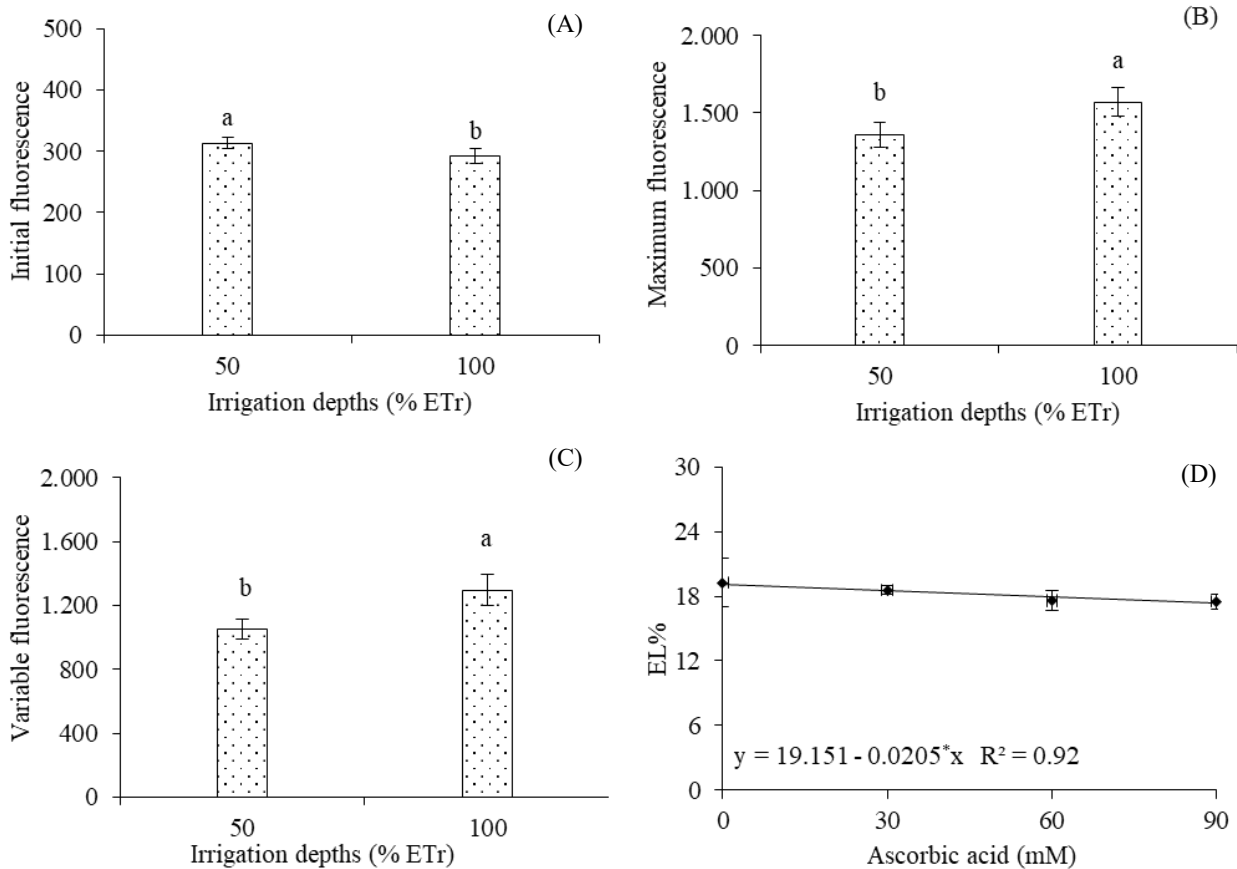 (A)
500
400
300
200
100
0
Initial fluorescence
a
b
50
100
Irrigation depths (% ETr)
(B)
2.000
1.500
1.000
500
0
Maximum fluorescence
b
a
50
100
Irrigation depths (% ETr)
(C)
2.000
1.600
1.200
800
400
0
Variable fluorescence
b
a
50
100
Irrigation depths (% ETr)
(D)
30
24
18
12
6
0
EL%
y = 19.151 - 0.0205*x R² = 0.92
0
30
60
90
Ascorbic acid (mM)